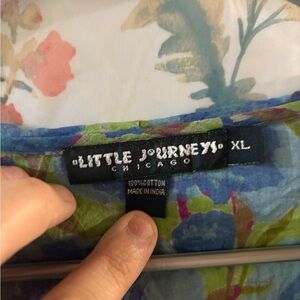 LITTLE JOURNEYS
CHICAGO
XL
100% COTTON
MADE IN INDIA